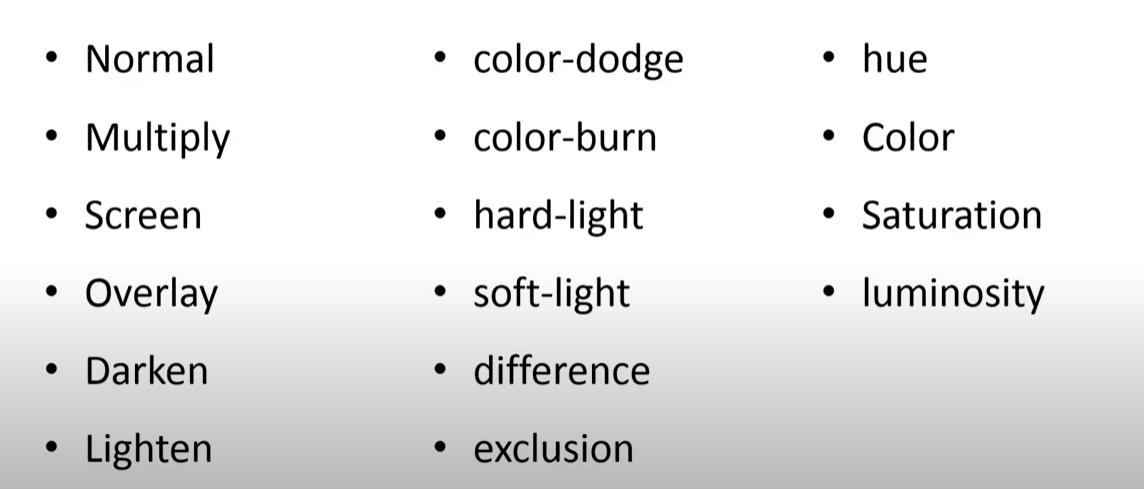 • Normal
• Multiply
• Screen
• Overlay
• Darken
• Lighten
• color-dodge
• color-burn
• hard-light
• soft-light
• difference
• exclusion
• hue
• Color
• Saturation
• luminosity